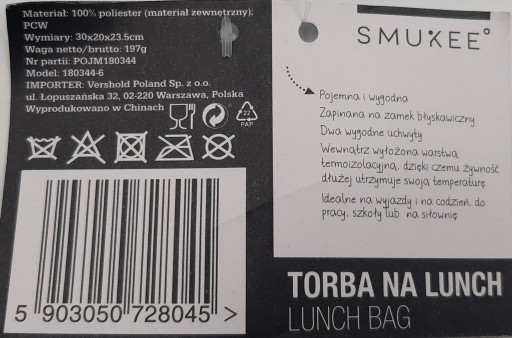 Materiał: 100% poliester (materiał zewnętrzny),
PCW
Wymiary: 30x20x23.5cm
Waga netto/brutto: 197g
Nr partii: POJM180344
Model: 180344-6
IMPORTER: Vershold Poland Sp. z o.o.
ul. Łopuszańska 32, 02-220 Warszawa, Polska
Wyprodukowano w Chinach
22
PAP
5 903050 728045 >
SMUKEE°
Pojemna i wygodna
Zapinana na zamek błyskawiczny
Dwa wygodne uchwyty
Wewnątrz wyłożona warstwą
termoizolacyjną, dzięki czemu żywność
dłużej utrzymuje swoją temperaturę
Idealne na wyjazdy i na codzień, do
pracy, szkoły lub na siłownię
TORBA NA LUNCH
LUNCH BAG